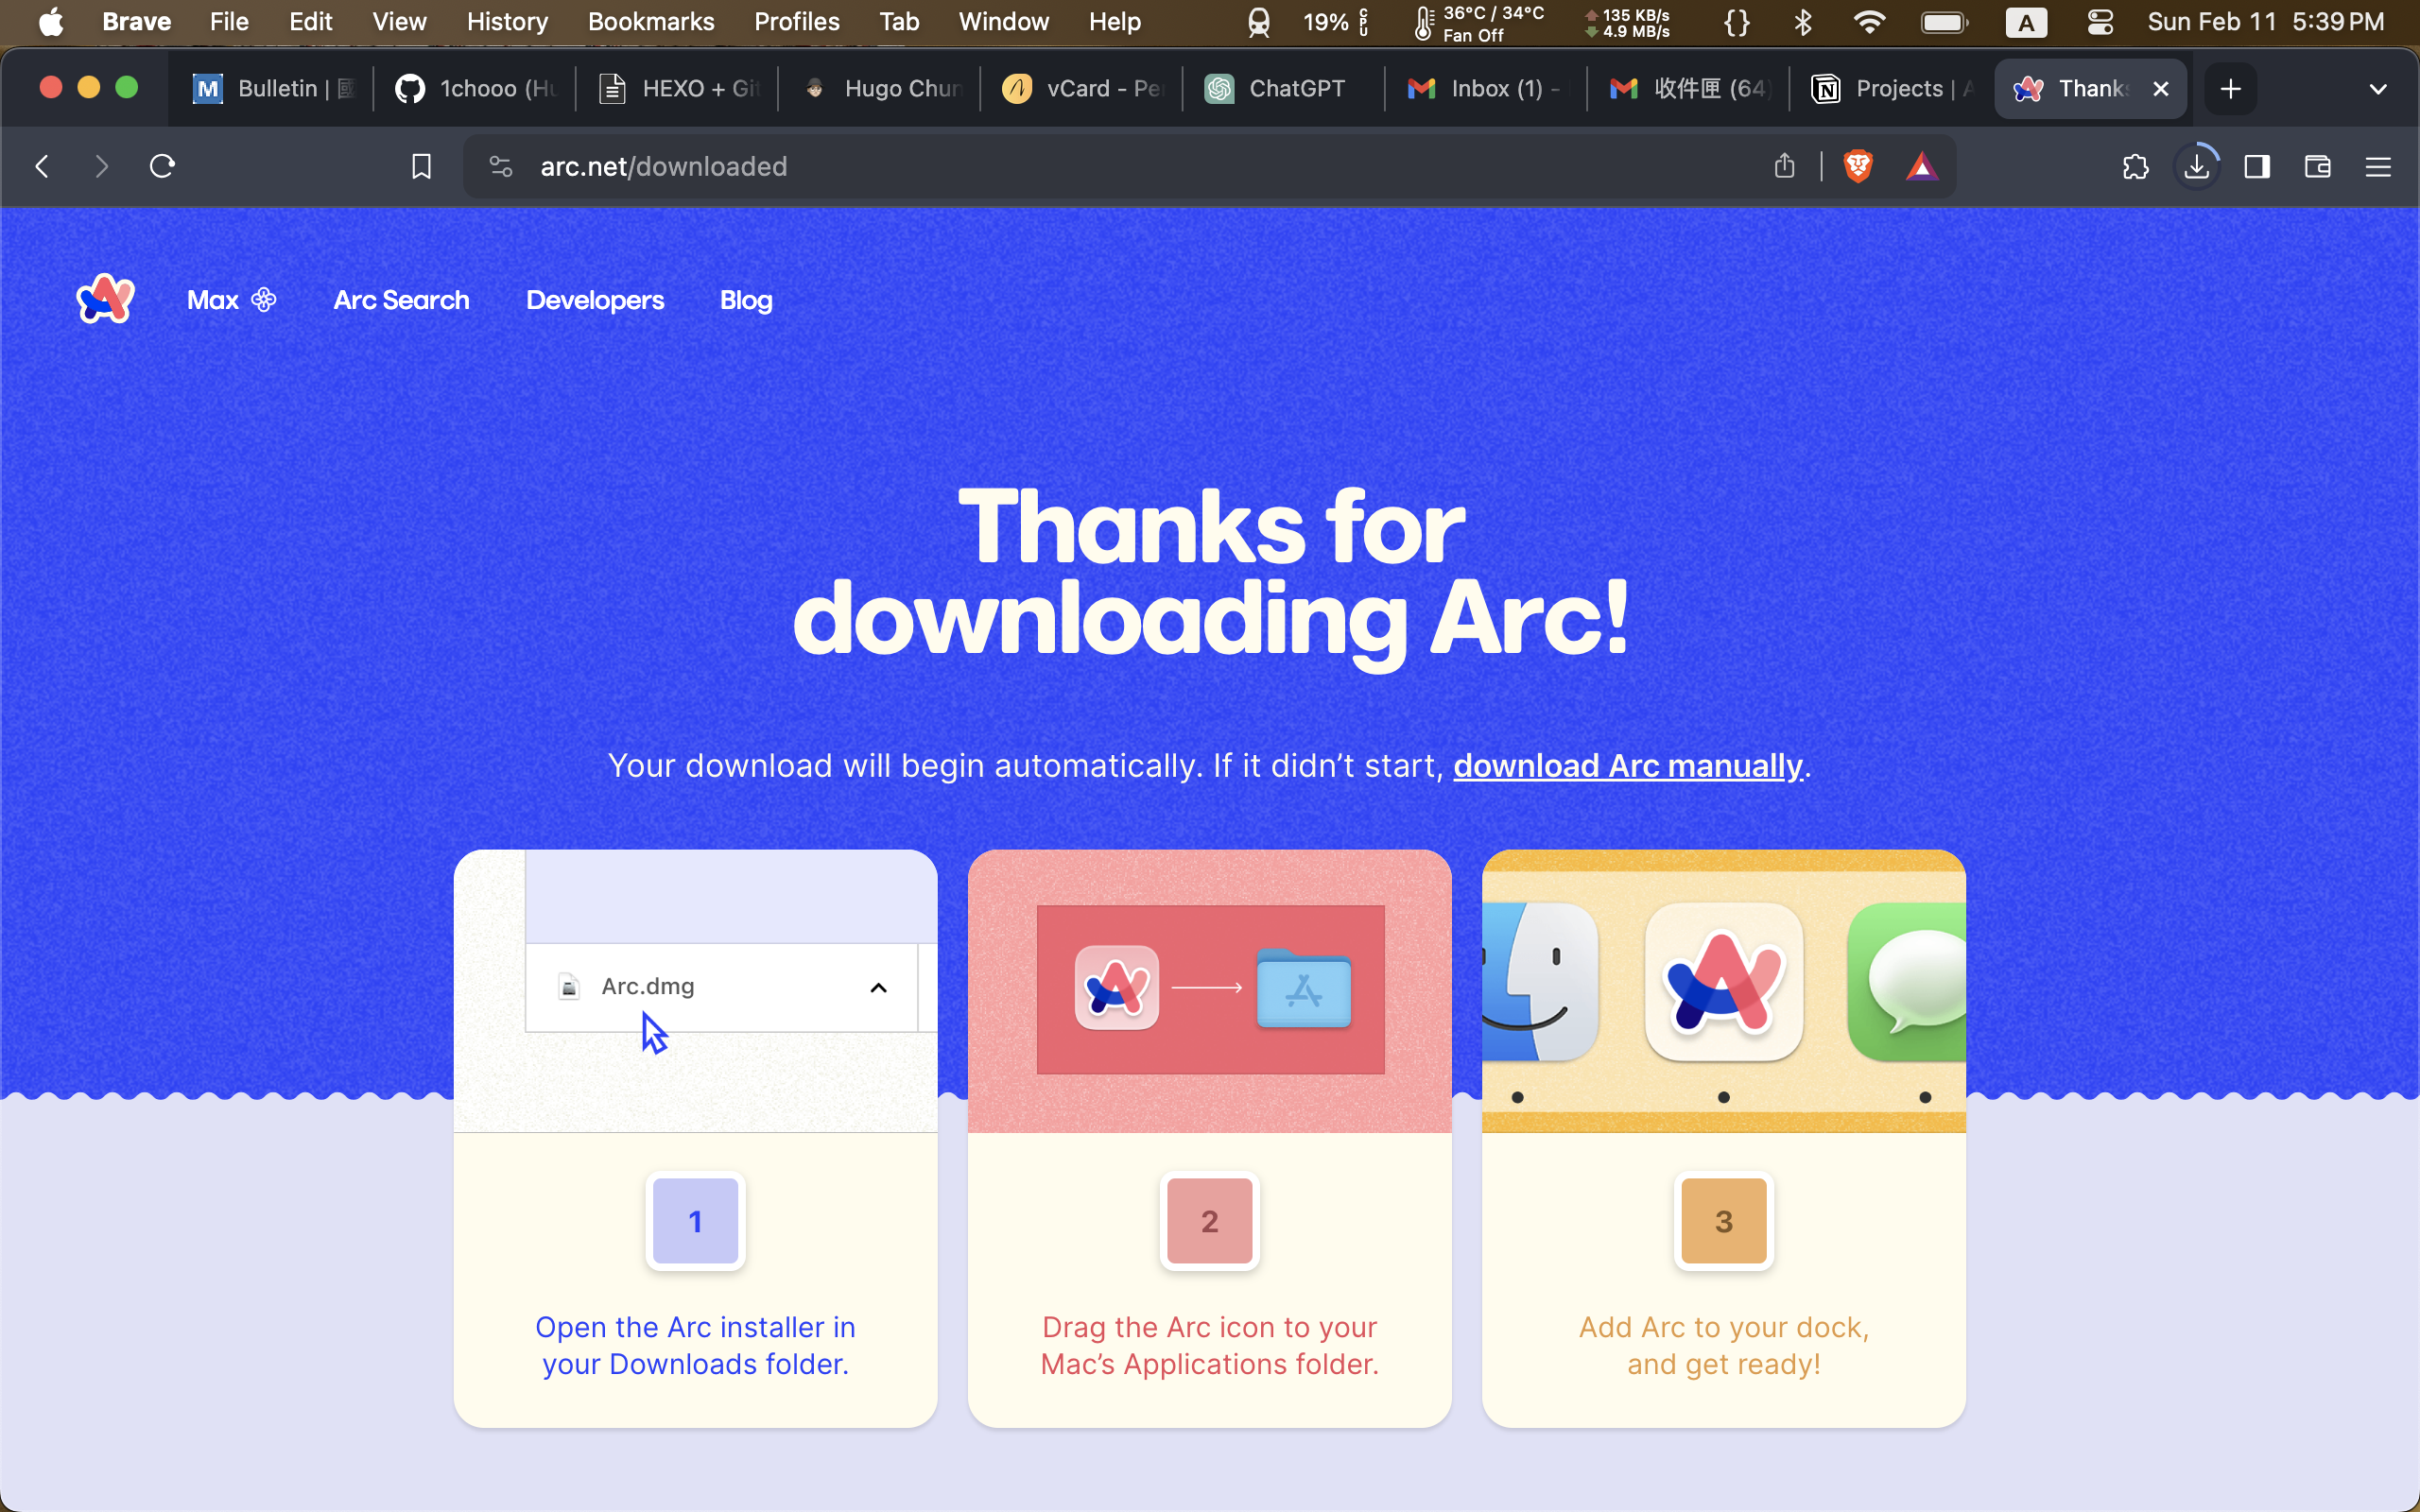 Brave File Edit View History Bookmarks Profiles Tab Window Help 19% CPU 36°C / 34°C Fan Off 135 KB/s 4.9 MB/s {} A Sun Feb 11 5:39 PM
M Bulletin | 1chooo (Hu HEXO + Git Hugo Chun vCard - Per ChatGPT Inbox (1) - 收件匣 (64) N Projects | A Thanks
arc.net/downloaded
Max Arc Search Developers Blog
Thanks for
downloading Arc!
Your download will begin automatically. If it didn’t start, download Arc manually.
Arc.dmg
1
Open the Arc installer in
your Downloads folder.
2
Drag the Arc icon to your
Mac’s Applications folder.
3
Add Arc to your dock,
and get ready!